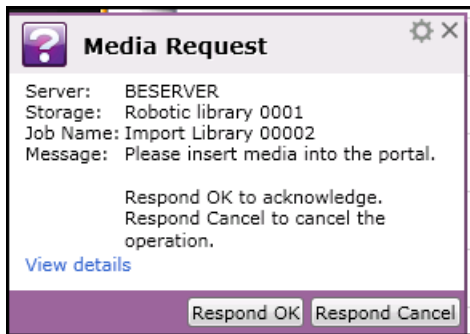 Media Request
Server: BESERVER
Storage: Robotic library 0001
Job Name: Import Library 00002
Message: Please insert media into the portal.
Respond OK to acknowledge.
Respond Cancel to cancel the
operation.
View details
Respond OK Respond Cancel